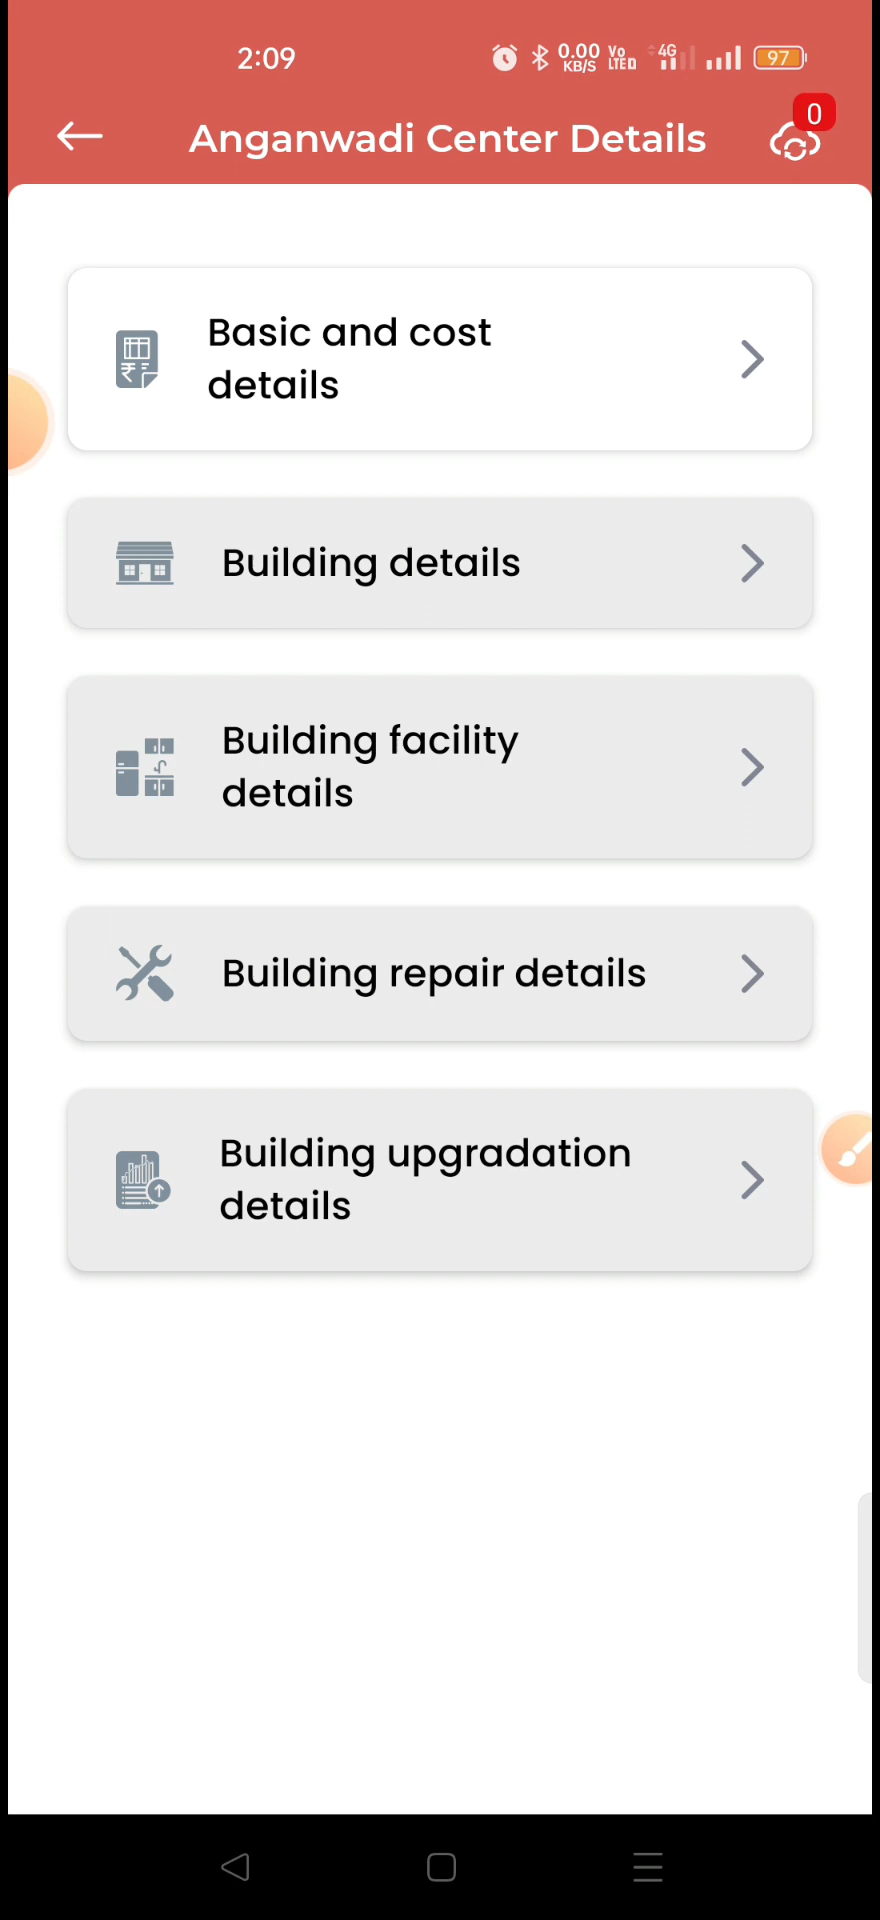 2:09
0.00 KB/S
Vo LTE
4G
97
Anganwadi Center Details
0
Basic and cost
details
Building details
Building facility
details
Building repair details
Building upgradation
details